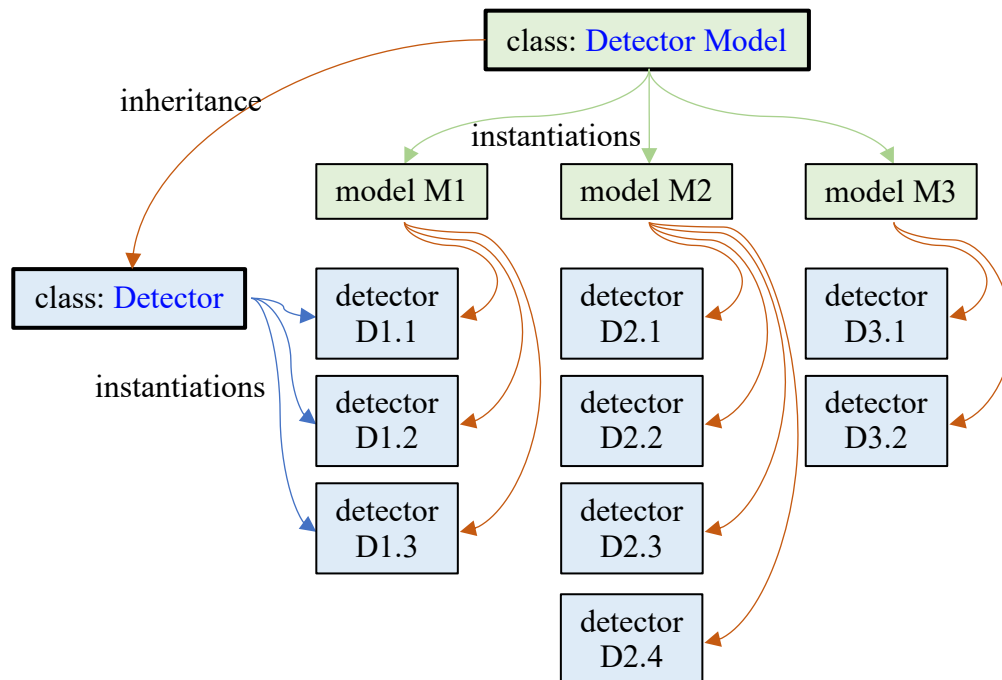 class: Detector Model
inheritance
instantiations
model M1
model M2
model M3
class: Detector
instantiations
detector
D1.1
detector
D1.2
detector
D1.3
detector
D2.1
detector
D2.2
detector
D2.3
detector
D2.4
detector
D3.1
detector
D3.2